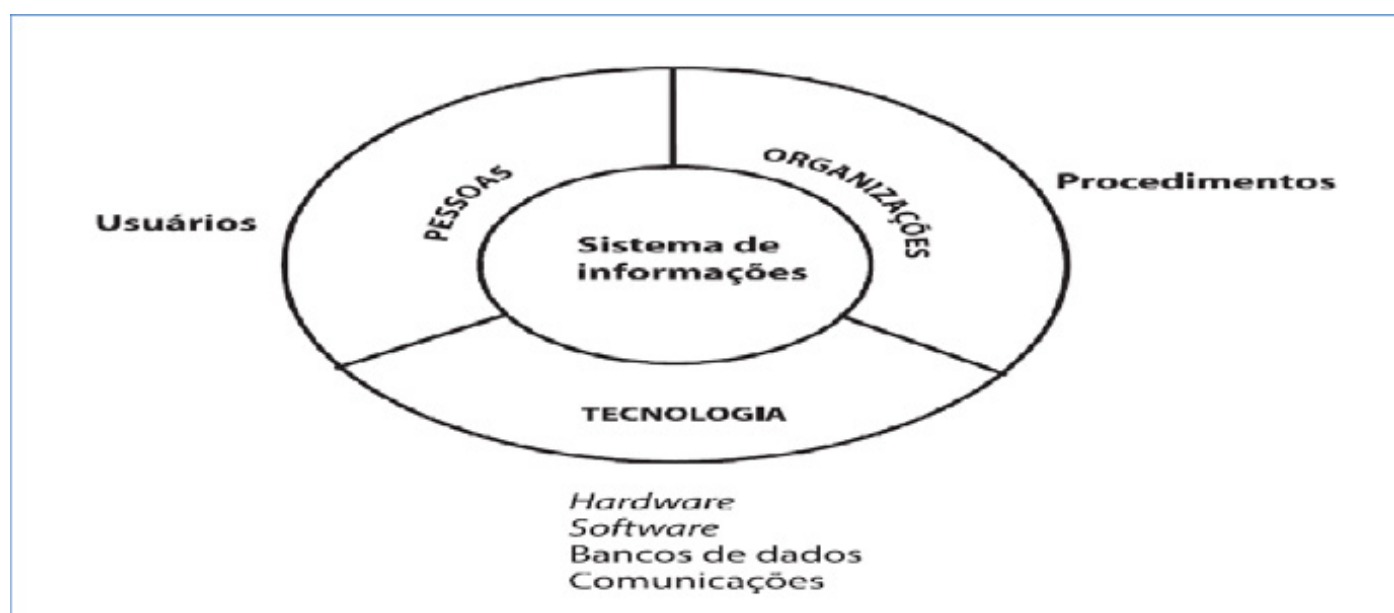 PESSOAS
ORGANIZAÇÕES
Procedimentos
Usuários
Sistema de
informações
TECNOLOGIA
Hardware
Software
Bancos de dados
Comunicações